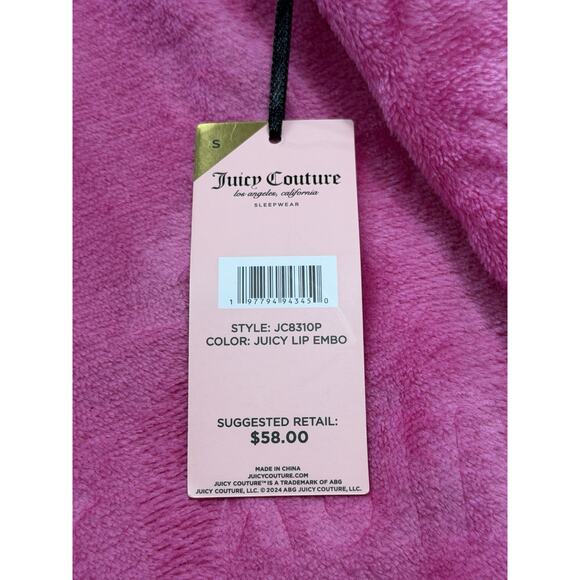 S
Juicy Couture
los angeles, california
SLEEPWEAR
1 97794 94345 0
STYLE: JC8310P
COLOR: JUICY LIP EMBO
SUGGESTED RETAIL:
$58.00
MADE IN CHINA
JUICYCOUTURE.COM
JUICY COUTURE™ IS A TRADEMARK OF ABG
JUICY COUTURE, LLC. © 2024 ABG JUICY COUTURE, LLC.